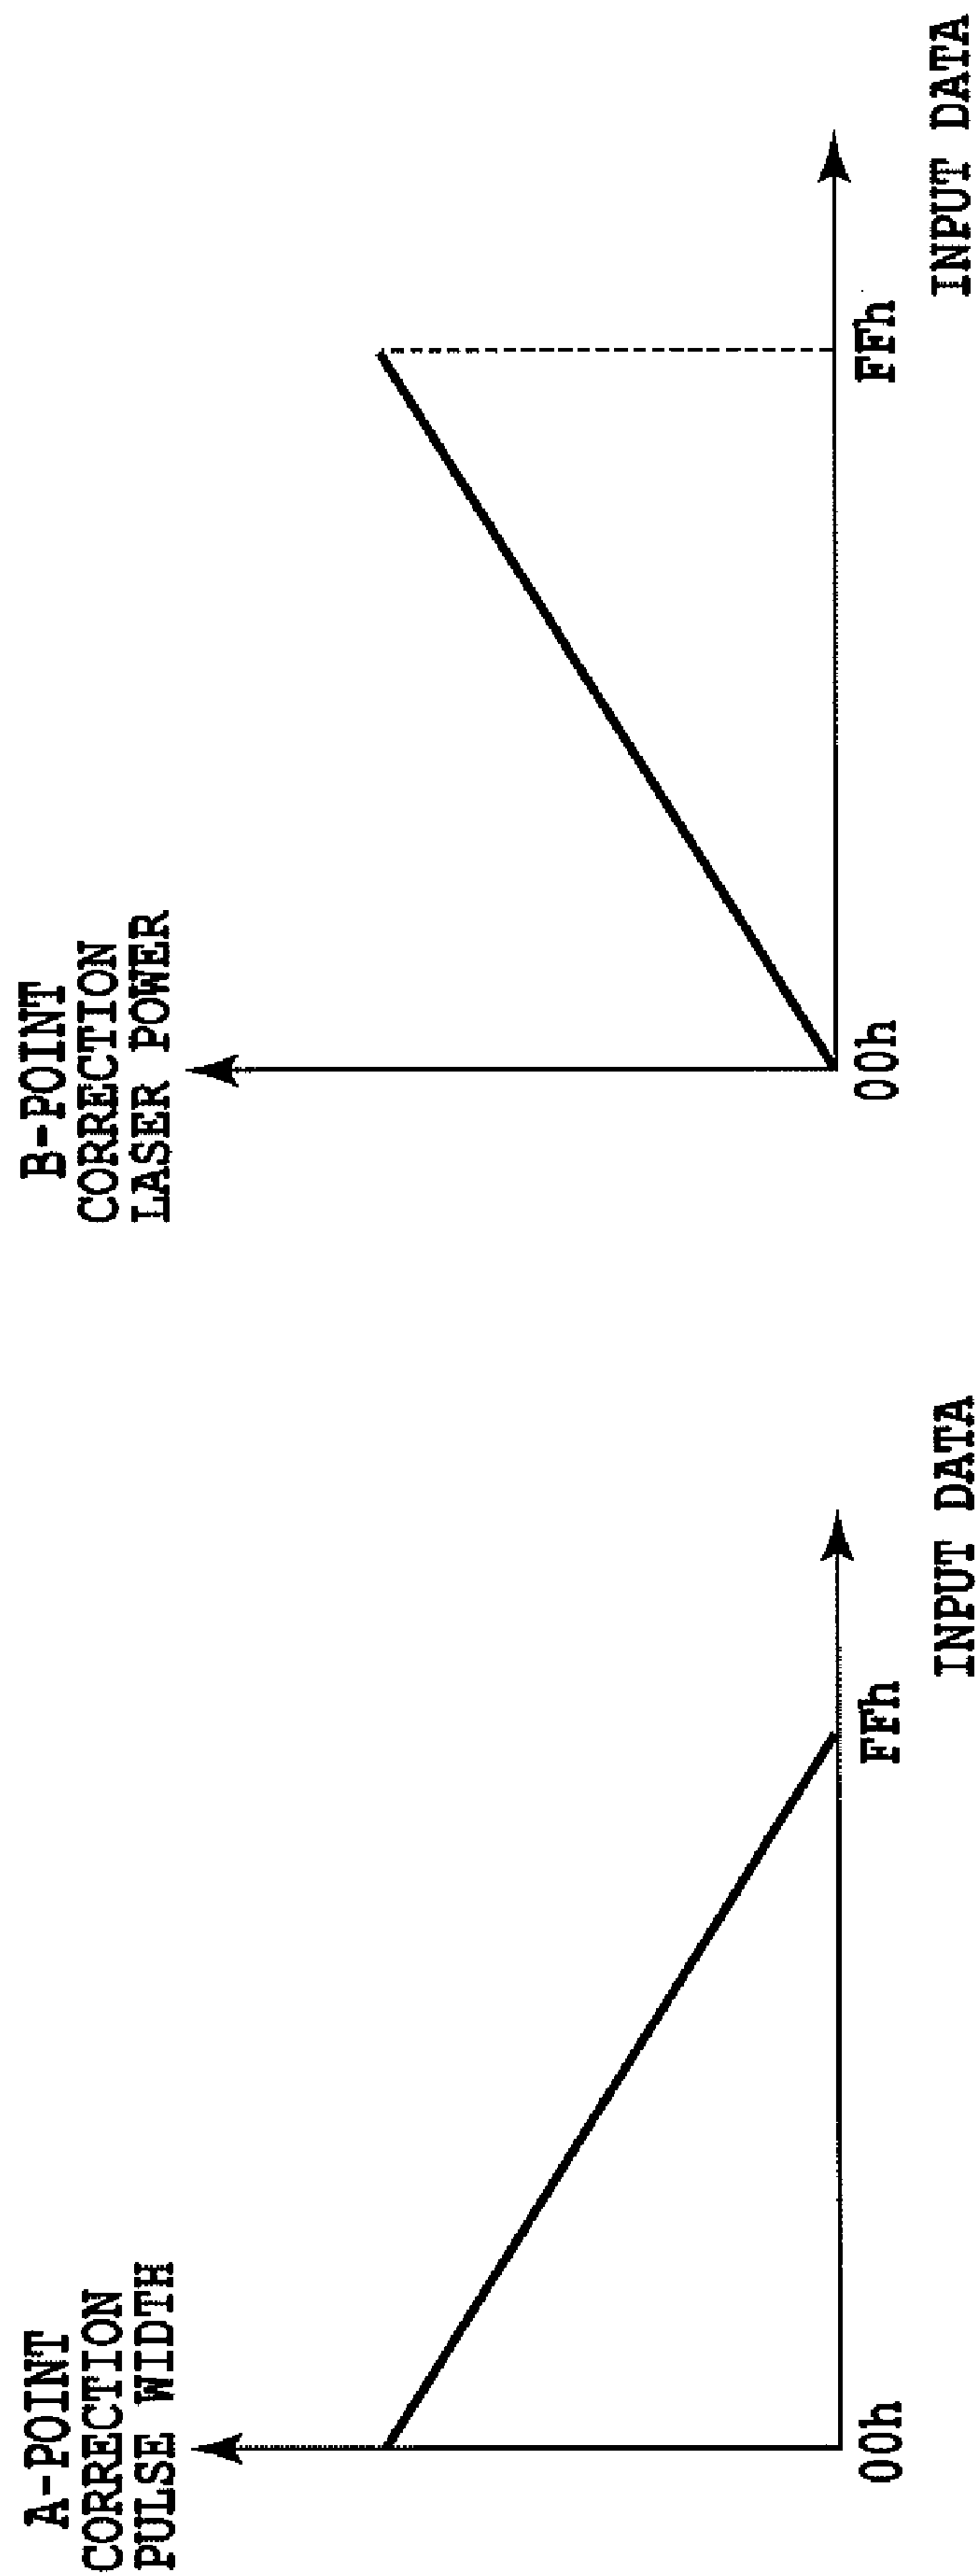 A-POINT
CORRECTION
PULSE WIDTH
00h
FFh
INPUT DATA
B-POINT
CORRECTION
LASER POWER
00h
FFh
INPUT DATA